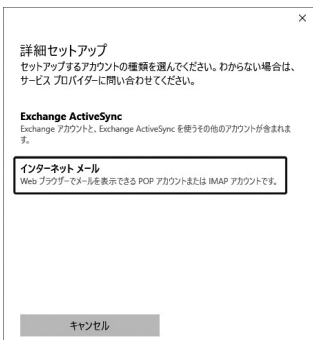 詳細セットアップ
セットアップするアカウントの種類を選んでください。わからない場合は、
サービス プロバイダーに問い合わせてください。
Exchange ActiveSync
Exchange アカウントと、Exchange ActiveSync を使うその他のアカウントが含まれま
す。
インターネット メール
Web ブラウザーでメールを表示できる POP アカウントまたは IMAP アカウントです。
キャンセル